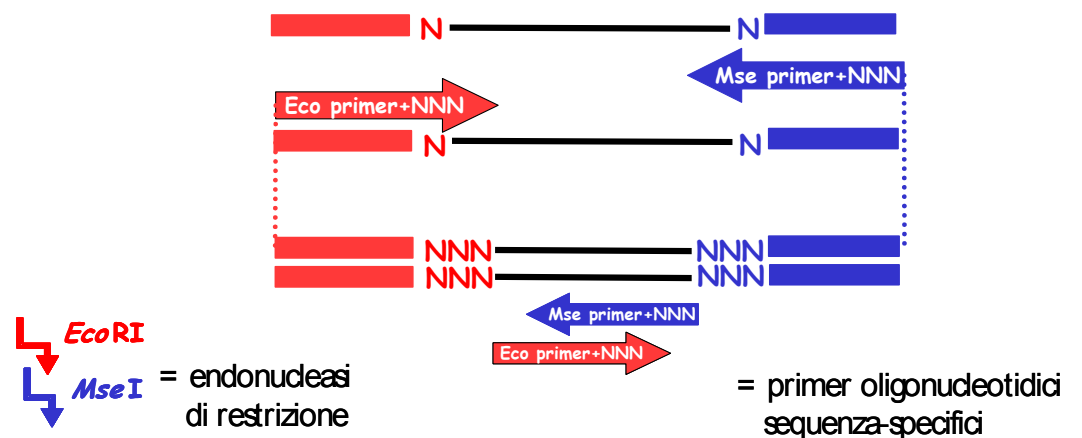 N N
Mse primer+NNN
Eco primer+NNN
N N
NNN NNN
NNN NNN
Mse primer+NNN
Eco primer+NNN
EcoRI
MseI = endonucleasi
di restrizione
= primer oligonucleotidici
sequenza-specifici